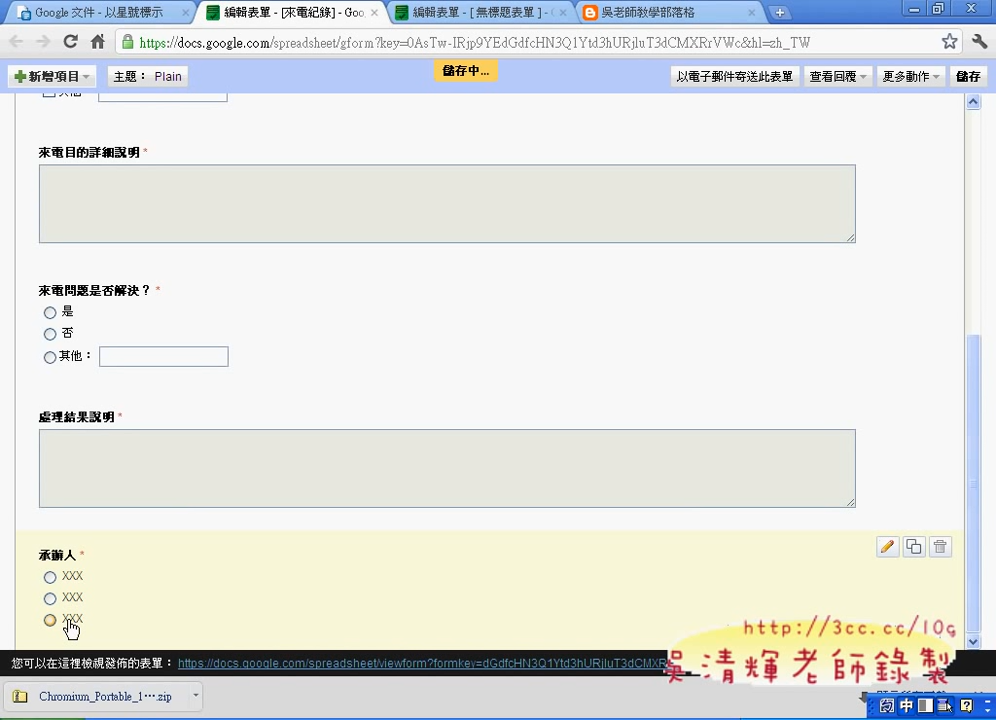 Google 文件 - 以星號標示
編輯表單 - [來電紀錄] - Goo
編輯表單 - [ 無標題表單 ] - (
吳老師教學部落格
https://docs.google.com/spreadsheet/gform?key=0AsTw-IRjp9YEdGdfcHN3Q1Ytd3hURjluT3dCMXRrVWc&hl=zh_TW
新增項目
主題： Plain
儲存中...
以電子郵件寄送此表單
查看回覆
更多動作
儲存
其他：
來電目的詳細說明 *
來電問題是否解決？ *
是
否
其他：
處理結果說明 *
承辦人 *
XXX
XXX
XXX
http://3cc.cc/10g
您可以在這裡檢視發佈的表單： https://docs.google.com/spreadsheet/viewform?formkey=dGdfcHN3Q1Ytd3hURjluT3dCMXR
吳清輝老師錄製
Chromium_Portable_1….zip
中